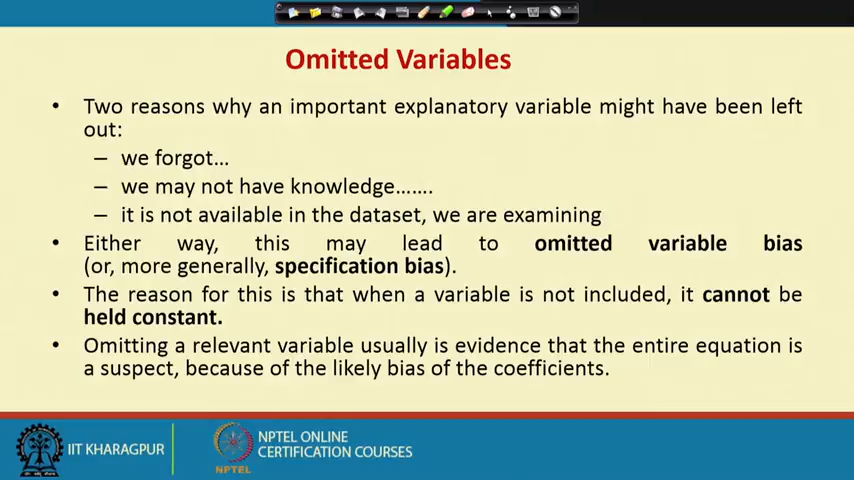 Omitted Variables
• Two reasons why an important explanatory variable might have been left
out:
– we forgot…
– we may not have knowledge…….
– it is not available in the dataset, we are examining
• Either way, this may lead to omitted variable bias
(or, more generally, specification bias).
• The reason for this is that when a variable is not included, it cannot be
held constant.
• Omitting a relevant variable usually is evidence that the entire equation is
a suspect, because of the likely bias of the coefficients.
IIT KHARAGPUR
NPTEL
NPTEL ONLINE
CERTIFICATION COURSES